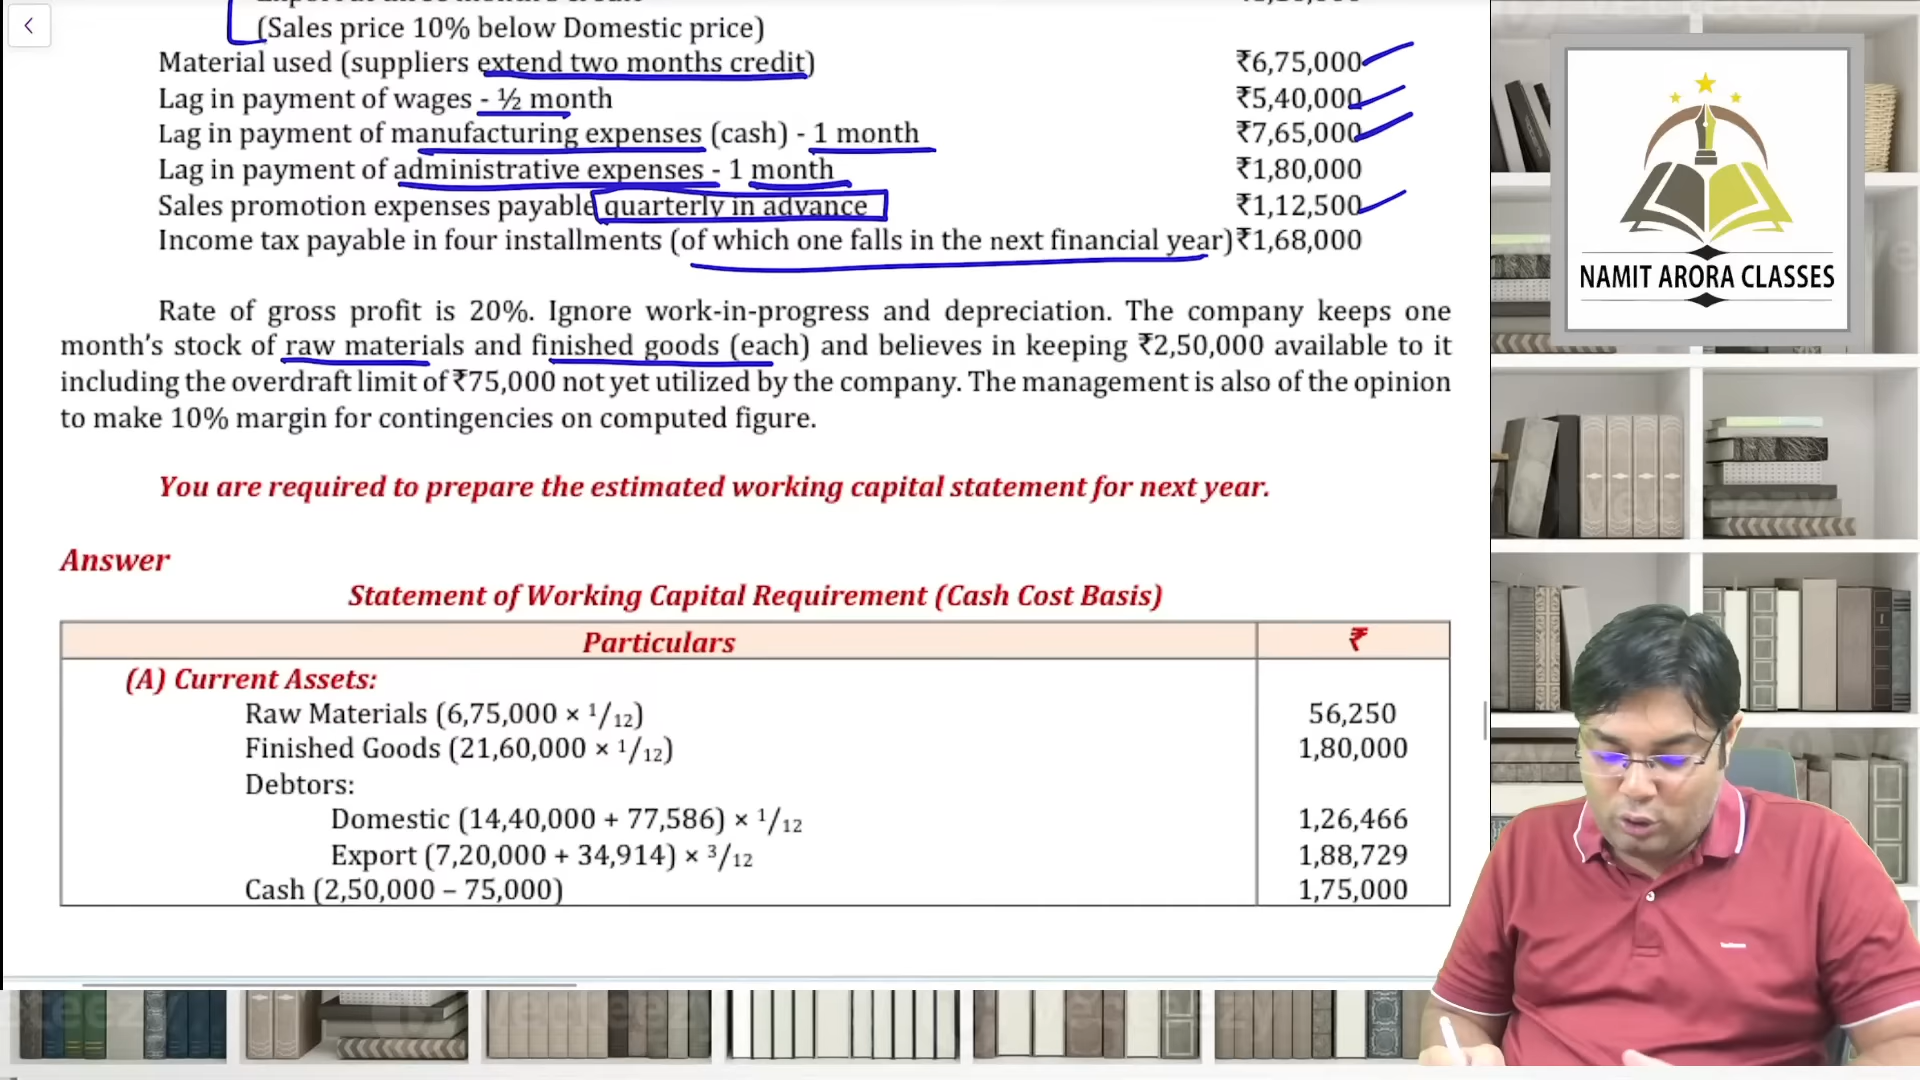 (Sales price 10% below Domestic price)
Material used (suppliers extend two months credit) ₹6,75,000
Lag in payment of wages - ½ month ₹5,40,000
Lag in payment of manufacturing expenses (cash) - 1 month ₹7,65,000
Lag in payment of administrative expenses - 1 month ₹1,80,000
Sales promotion expenses payable quarterly in advance ₹1,12,500
Income tax payable in four installments (of which one falls in the next financial year) ₹1,68,000
Rate of gross profit is 20%. Ignore work-in-progress and depreciation. The company keeps one
month’s stock of raw materials and finished goods (each) and believes in keeping ₹2,50,000 available to it
including the overdraft limit of ₹75,000 not yet utilized by the company. The management is also of the opinion
to make 10% margin for contingencies on computed figure.
You are required to prepare the estimated working capital statement for next year.
Answer
Statement of Working Capital Requirement (Cash Cost Basis)
Particulars ₹
(A) Current Assets:
Raw Materials (6,75,000 × 1/12) 56,250
Finished Goods (21,60,000 × 1/12) 1,80,000
Debtors:
Domestic (14,40,000 + 77,586) × 1/12 1,26,466
Export (7,20,000 + 34,914) × 3/12 1,88,729
Cash (2,50,000 – 75,000) 1,75,000
NAMIT ARORA CLASSES